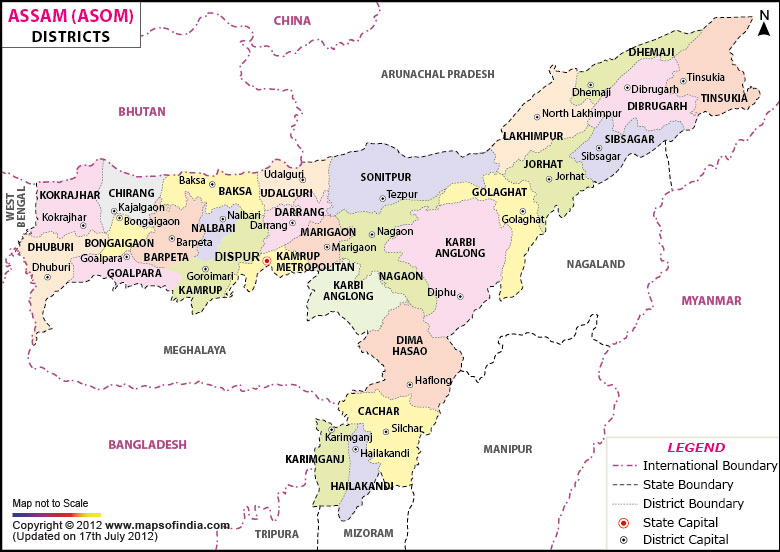 ASSAM (ASOM)
DISTRICTS
CHINA
N
ARUNACHAL PRADESH
DHEMAJI
Dhemaji
Dibrugarh
Tinsukia
TINSUKIA
DIBRUGARH
BHUTAN
North Lakhimpur
LAKHIMPUR
SIBSAGAR
Sibsagar
JORHAT
Jorhat
WEST
BENGAL
KOKRAJHAR
Kokrajhar
CHIRANG
Kajalgaon
Bongaigaon
BONGAIGAON
Baksa
BAKSA
Udalguri
UDALGURI
SONITPUR
Tezpur
GOLAGHAT
Golaghat
NALBARI
Nalbari
DARRANG
Darrang
MARIGAON
Marigaon
Nagaon
NAGAON
KARBI
ANGLONG
Diphu
DHUBURI
Dhuburi
Goalpara
GOALPARA
Barpeta
BARPETA
DISPUR
KAMRUP
METROPOLITAN
Goroimari
KAMRUP
KARBI
ANGLONG
NAGALAND
MYANMAR
MEGHALAYA
DIMA
HASAO
Haflong
CACHAR
Silchar
BANGLADESH
Karimganj
KARIMGANJ
Hailakandi
HAILAKANDI
MANIPUR
TRIPURA
MIZORAM
LEGEND
International Boundary
State Boundary
District Boundary
State Capital
District Capital
Map not to Scale
Copyright © 2012 www.mapsofindia.com
(Updated on 17th July 2012)